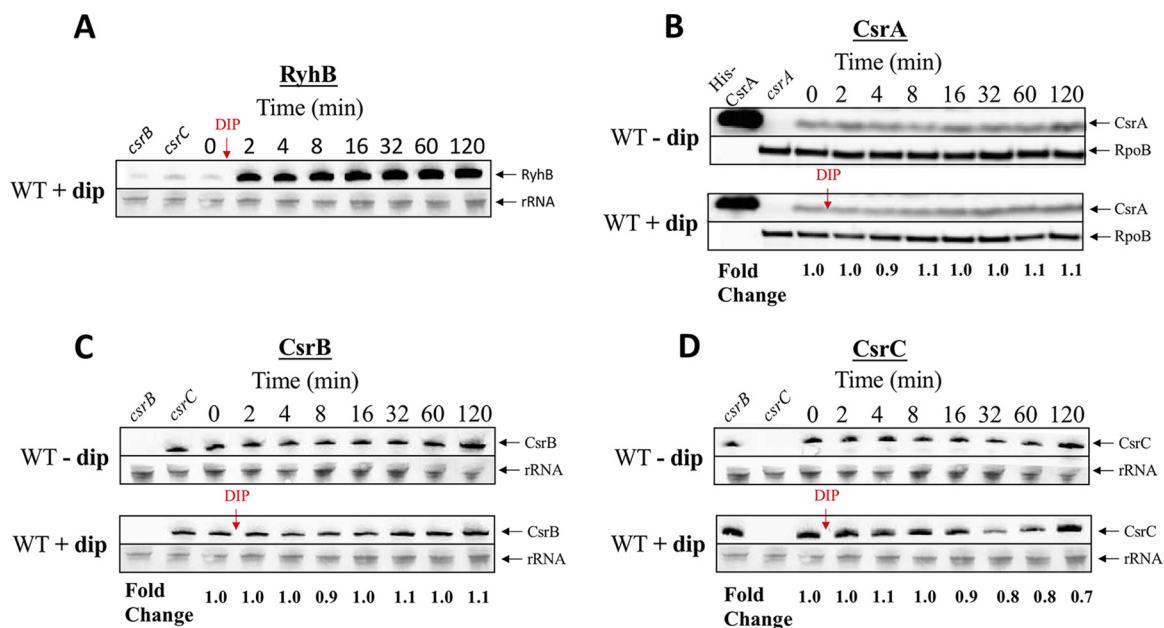 A
RyhB
Time (min)
DIP
csrB csrC 0 2 4 8 16 32 60 120
WT + dip
RyhB
rRNA
B
CsrA
Time (min)
His-
CsrA csrA 0 2 4 8 16 32 60 120
WT - dip
CsrA
RpoB
DIP
WT + dip
CsrA
RpoB
Fold
Change
1.0 1.0 0.9 1.1 1.0 1.0 1.1 1.1
C
CsrB
Time (min)
csrB csrC 0 2 4 8 16 32 60 120
WT - dip
CsrB
rRNA
DIP
WT + dip
CsrB
rRNA
Fold
Change
1.0 1.0 1.0 0.9 1.0 1.1 1.0 1.1
D
CsrC
Time (min)
csrB csrC 0 2 4 8 16 32 60 120
WT - dip
CsrC
rRNA
DIP
WT + dip
CsrC
rRNA
Fold
Change
1.0 1.0 1.1 1.0 0.9 0.8 0.8 0.7